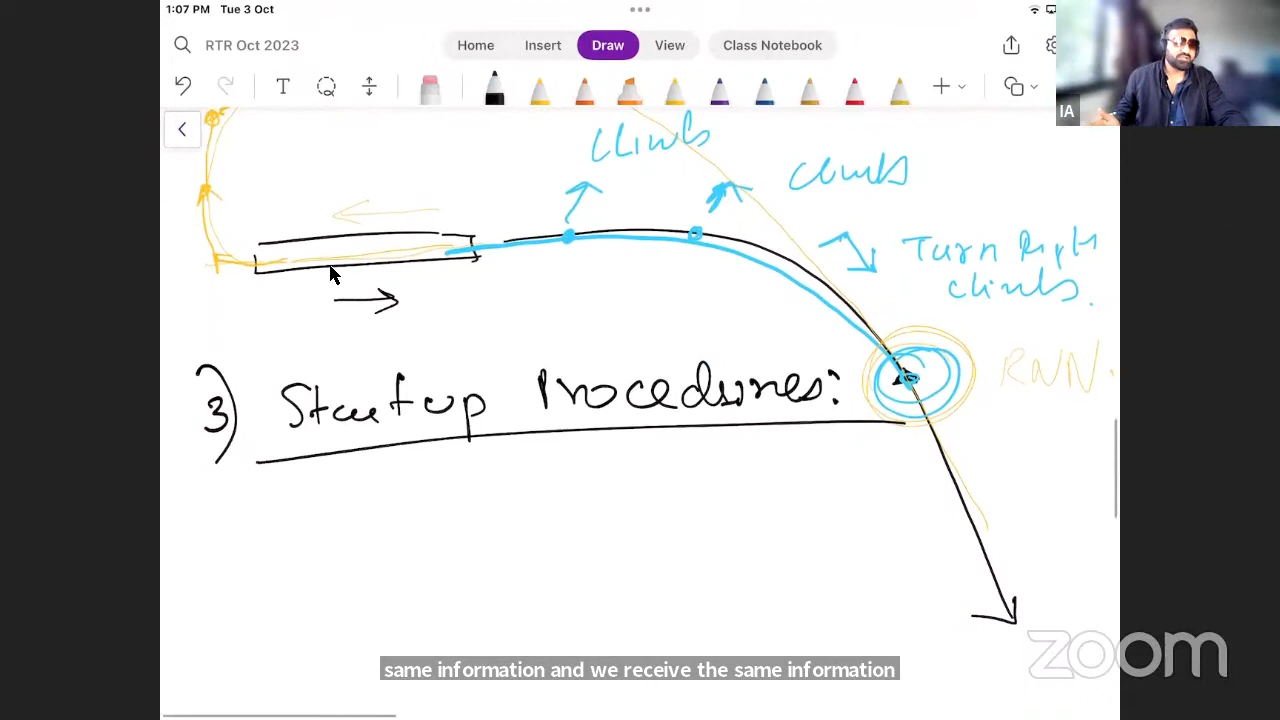 1:07 PM Tue 3 Oct
RTR Oct 2023
Home Insert Draw View Class Notebook
IA
Climb
Climb
Turn Right
Climb.
RNN.
3) Startup Procedures:
zoom
same information and we receive the same information